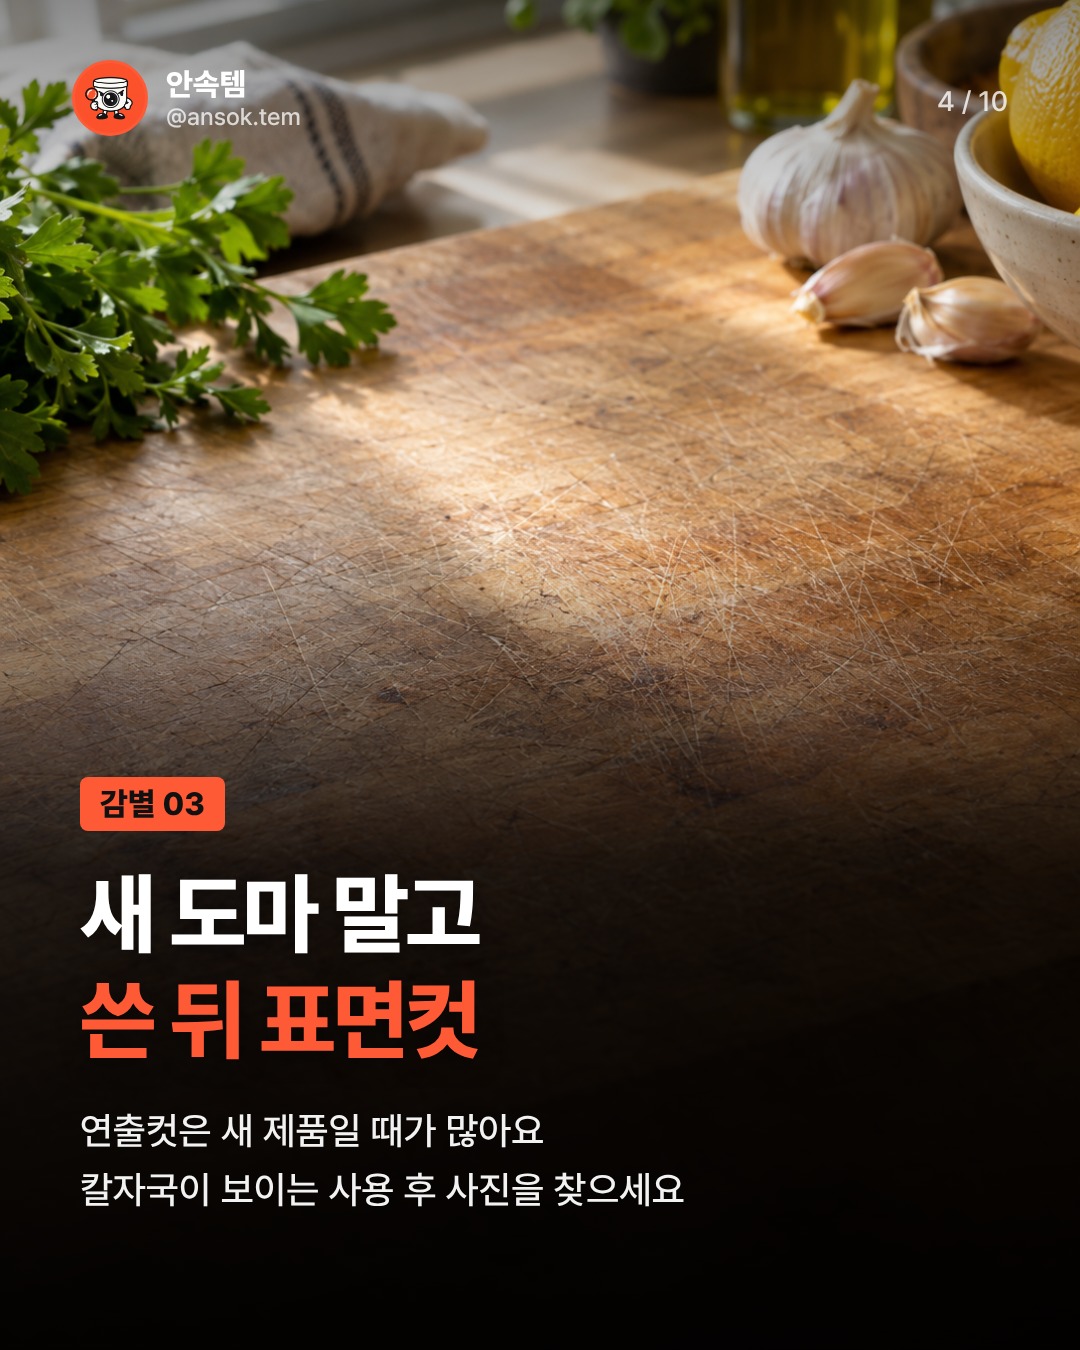 안속템
@ansok.tem
4 / 10
감별 03
새 도마 말고
쓴 뒤 표면컷
연출컷은 새 제품일 때가 많아요
칼자국이 보이는 사용 후 사진을 찾으세요